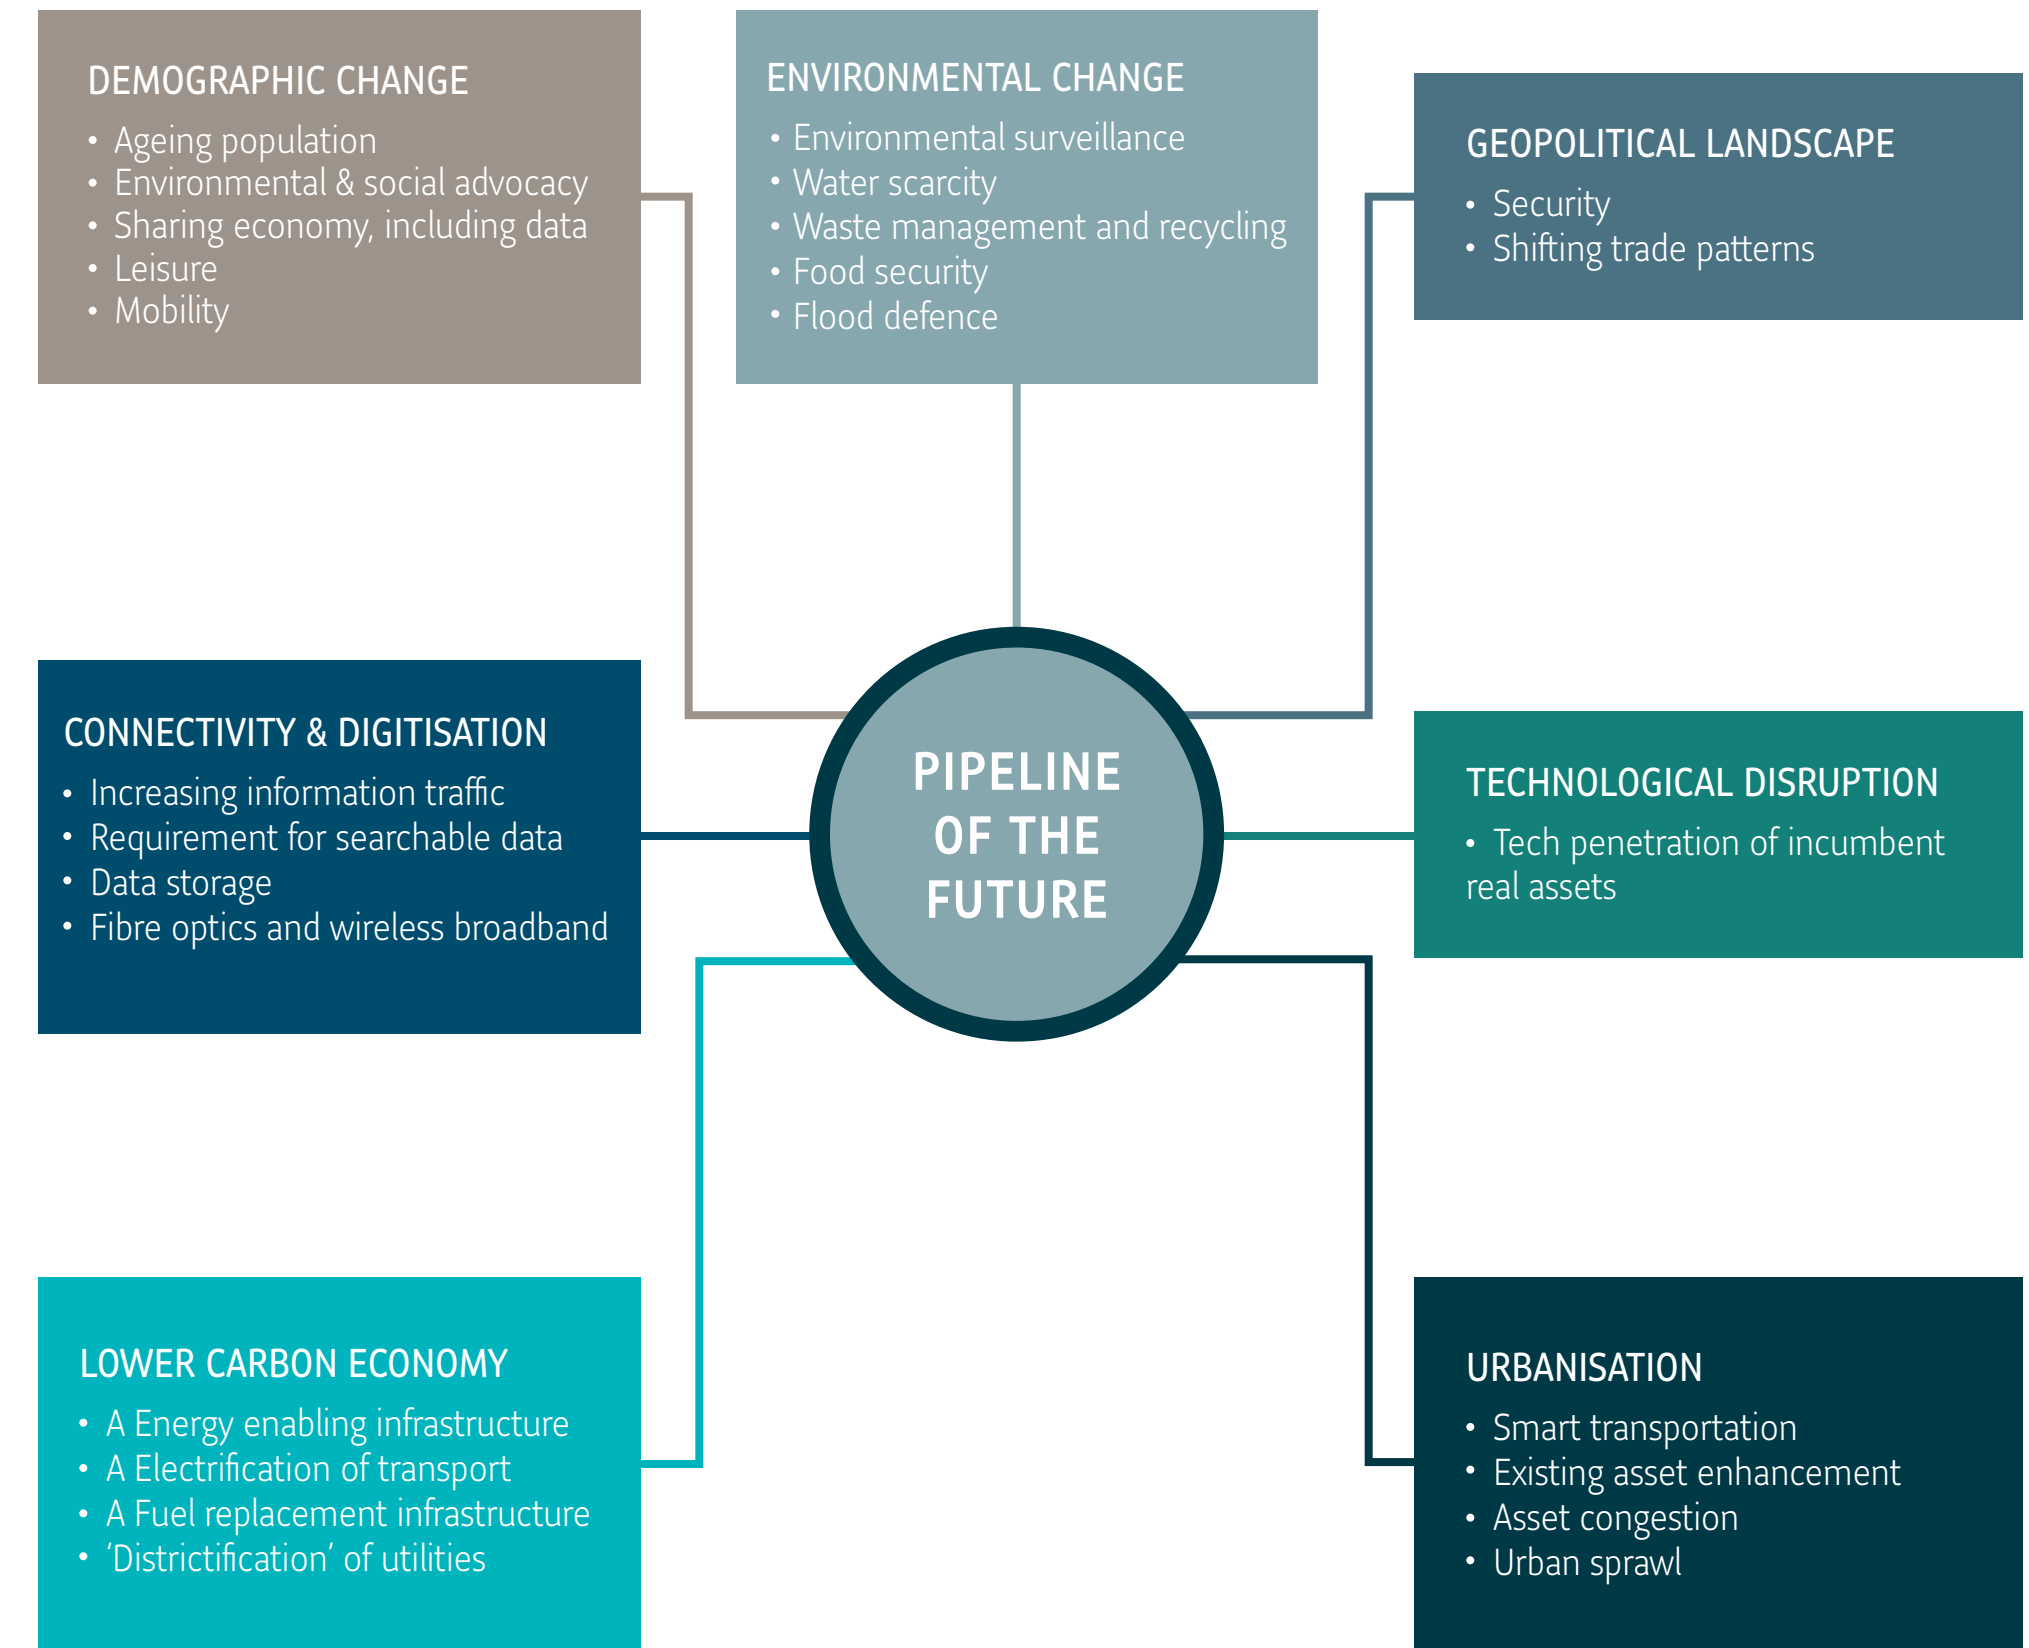 DEMOGRAPHIC CHANGE
• Ageing population
• Environmental & social advocacy
• Sharing economy, including data
• Leisure
• Mobility
ENVIRONMENTAL CHANGE
• Environmental surveillance
• Water scarcity
• Waste management and recycling
• Food security
• Flood defence
GEOPOLITICAL LANDSCAPE
• Security
• Shifting trade patterns
CONNECTIVITY & DIGITISATION
• Increasing information traffic
• Requirement for searchable data
• Data storage
• Fibre optics and wireless broadband
PIPELINE
OF THE
FUTURE
TECHNOLOGICAL DISRUPTION
• Tech penetration of incumbent
real assets
LOWER CARBON ECONOMY
• A Energy enabling infrastructure
• A Electrification of transport
• A Fuel replacement infrastructure
• ‘Districtification’ of utilities
URBANISATION
• Smart transportation
• Existing asset enhancement
• Asset congestion
• Urban sprawl